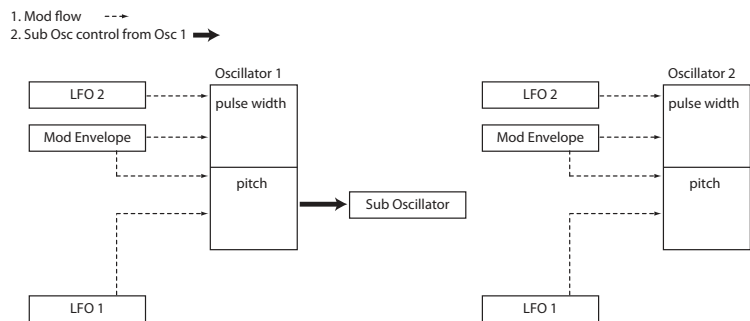 1. Mod flow
2. Sub Osc control from Osc 1
Oscillator 1
LFO 2
pulse width
Mod Envelope
pitch
Sub Oscillator
LFO 1
Oscillator 2
LFO 2
pulse width
Mod Envelope
pitch
LFO 1